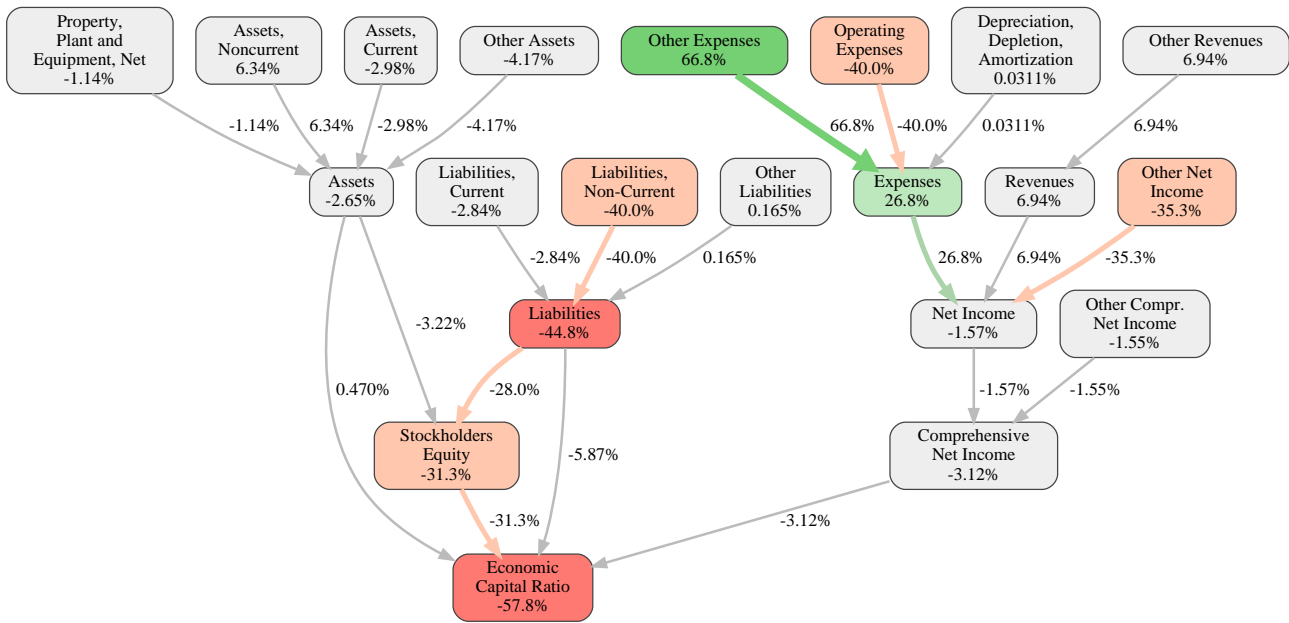 Property,
Plant and
Equipment, Net
-1.14%
Assets,
Noncurrent
6.34%
Assets,
Current
-2.98%
Other Assets
-4.17%
Other Expenses
66.8%
Operating
Expenses
-40.0%
Depreciation,
Depletion,
Amortization
0.0311%
Other Revenues
6.94%
-1.14%
6.34%
-2.98%
-4.17%
66.8%
-40.0%
0.0311%
6.94%
Assets
-2.65%
Liabilities,
Current
-2.84%
Liabilities,
Non-Current
-40.0%
Other
Liabilities
0.165%
Expenses
26.8%
Revenues
6.94%
Other Net
Income
-35.3%
-2.84%
-40.0%
0.165%
26.8%
6.94%
-35.3%
-3.22%
Liabilities
-44.8%
Net Income
-1.57%
Other Compr.
Net Income
-1.55%
0.470%
-28.0%
-1.57%
-1.55%
Stockholders
Equity
-31.3%
-5.87%
Comprehensive
Net Income
-3.12%
-31.3%
-3.12%
Economic
Capital Ratio
-57.8%